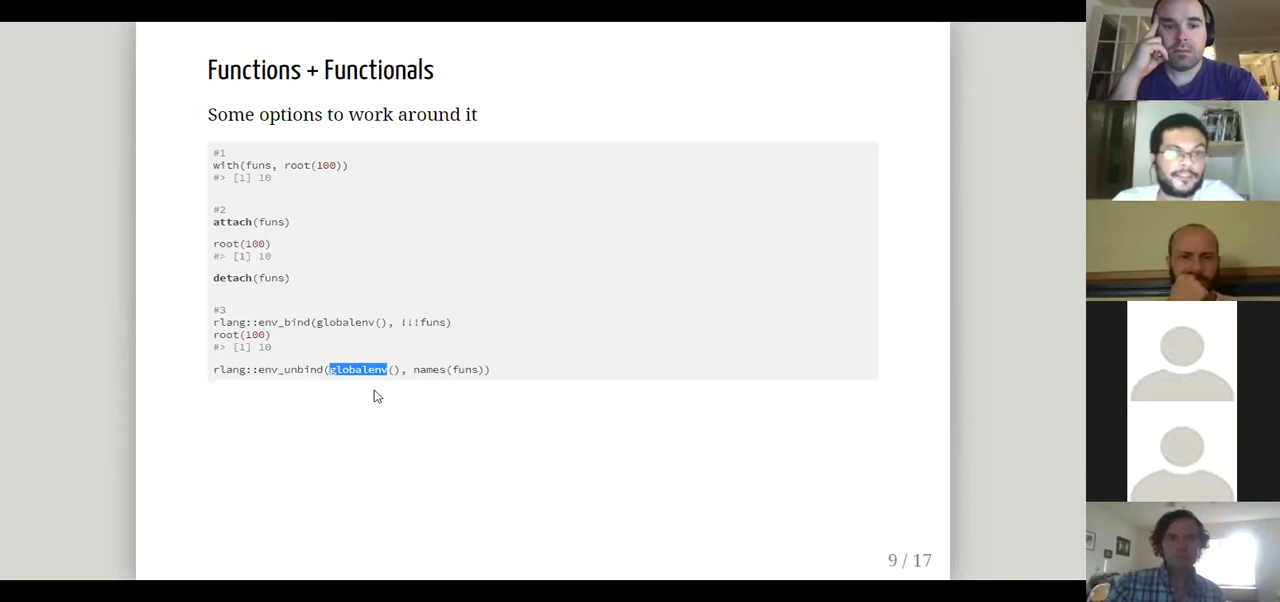 Functions + Functionals
Some options to work around it
#1
with(funs, root(100))
#> [1] 10
#2
attach(funs)
root(100)
#> [1] 10
detach(funs)
#3
rlang::env_bind(globalenv(), !!!funs)
root(100)
#> [1] 10
rlang::env_unbind(globalenv(), names(funs))
9 / 17